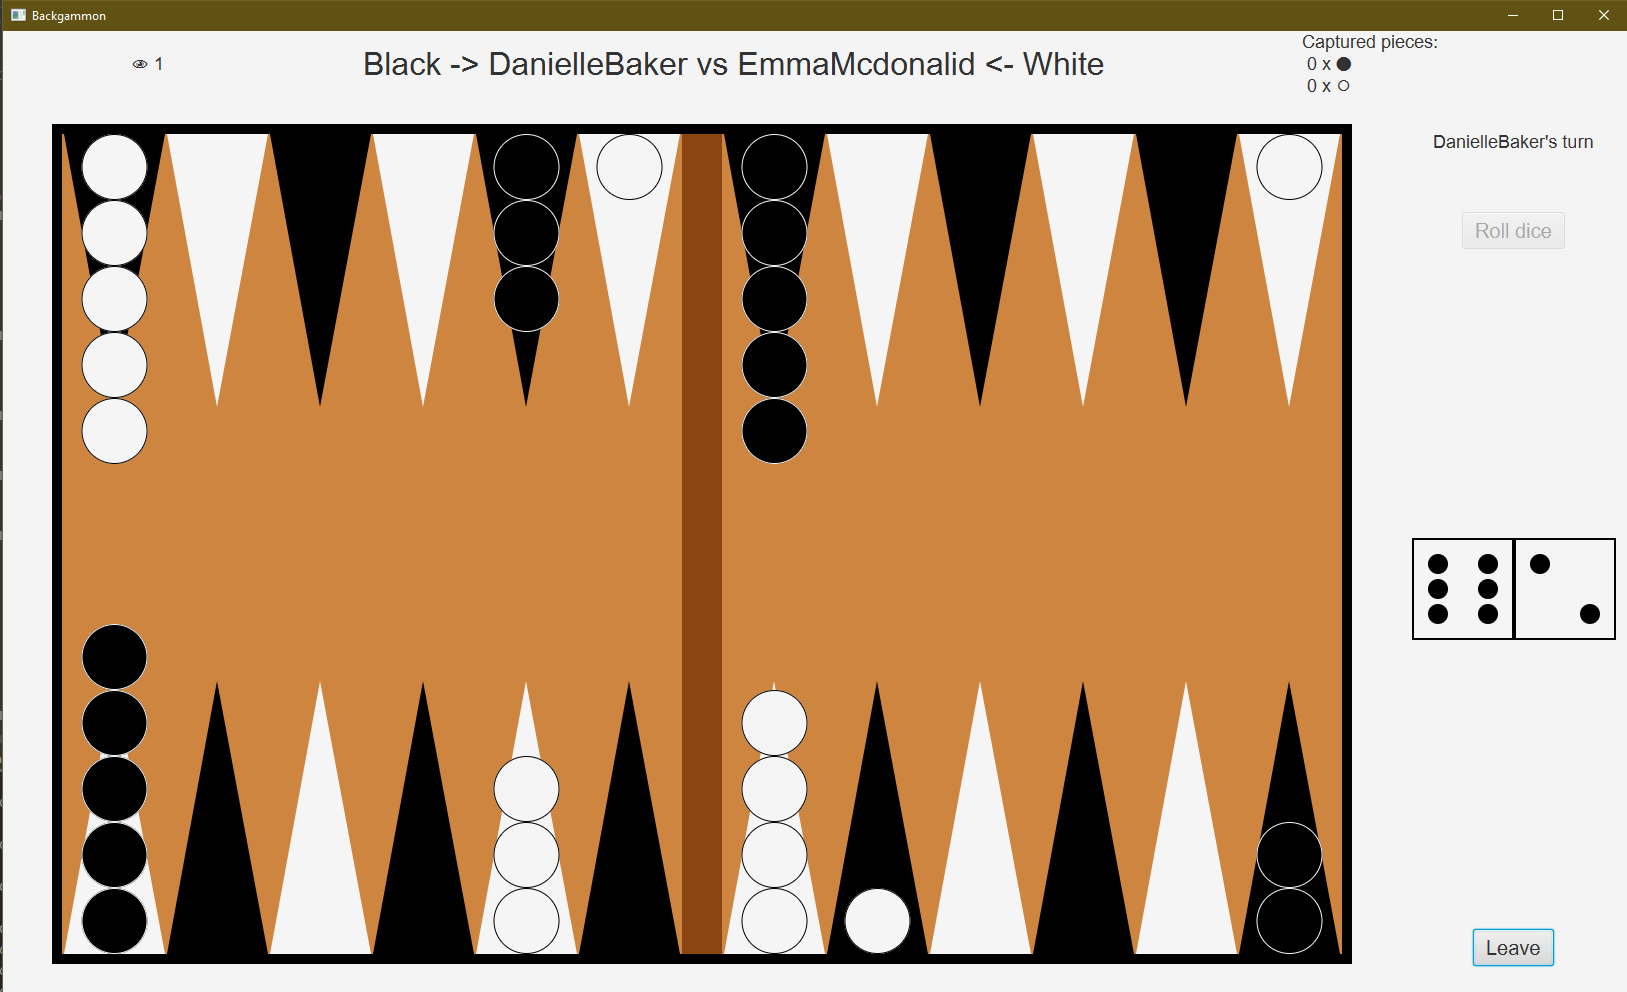 Backgammon
1
Black -> DanielleBaker vs EmmaMcdonalid <- White
Captured pieces:
0 x
0 x
DanielleBaker's turn
Roll dice
Leave